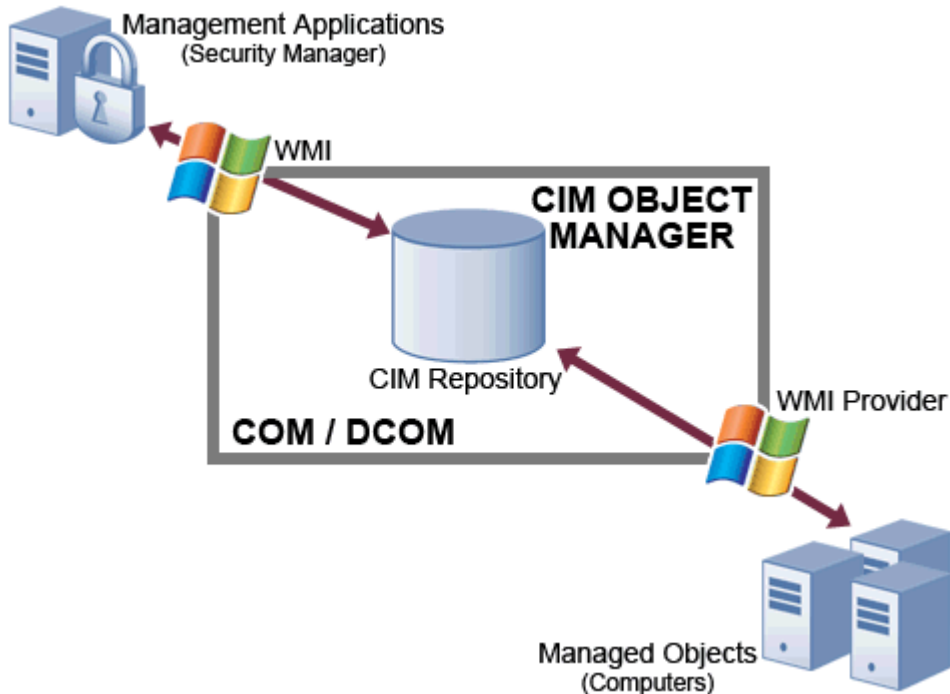 Management Applications
(Security Manager)
WMI
CIM OBJECT
MANAGER
CIM Repository
WMI Provider
COM / DCOM
Managed Objects
(Computers)